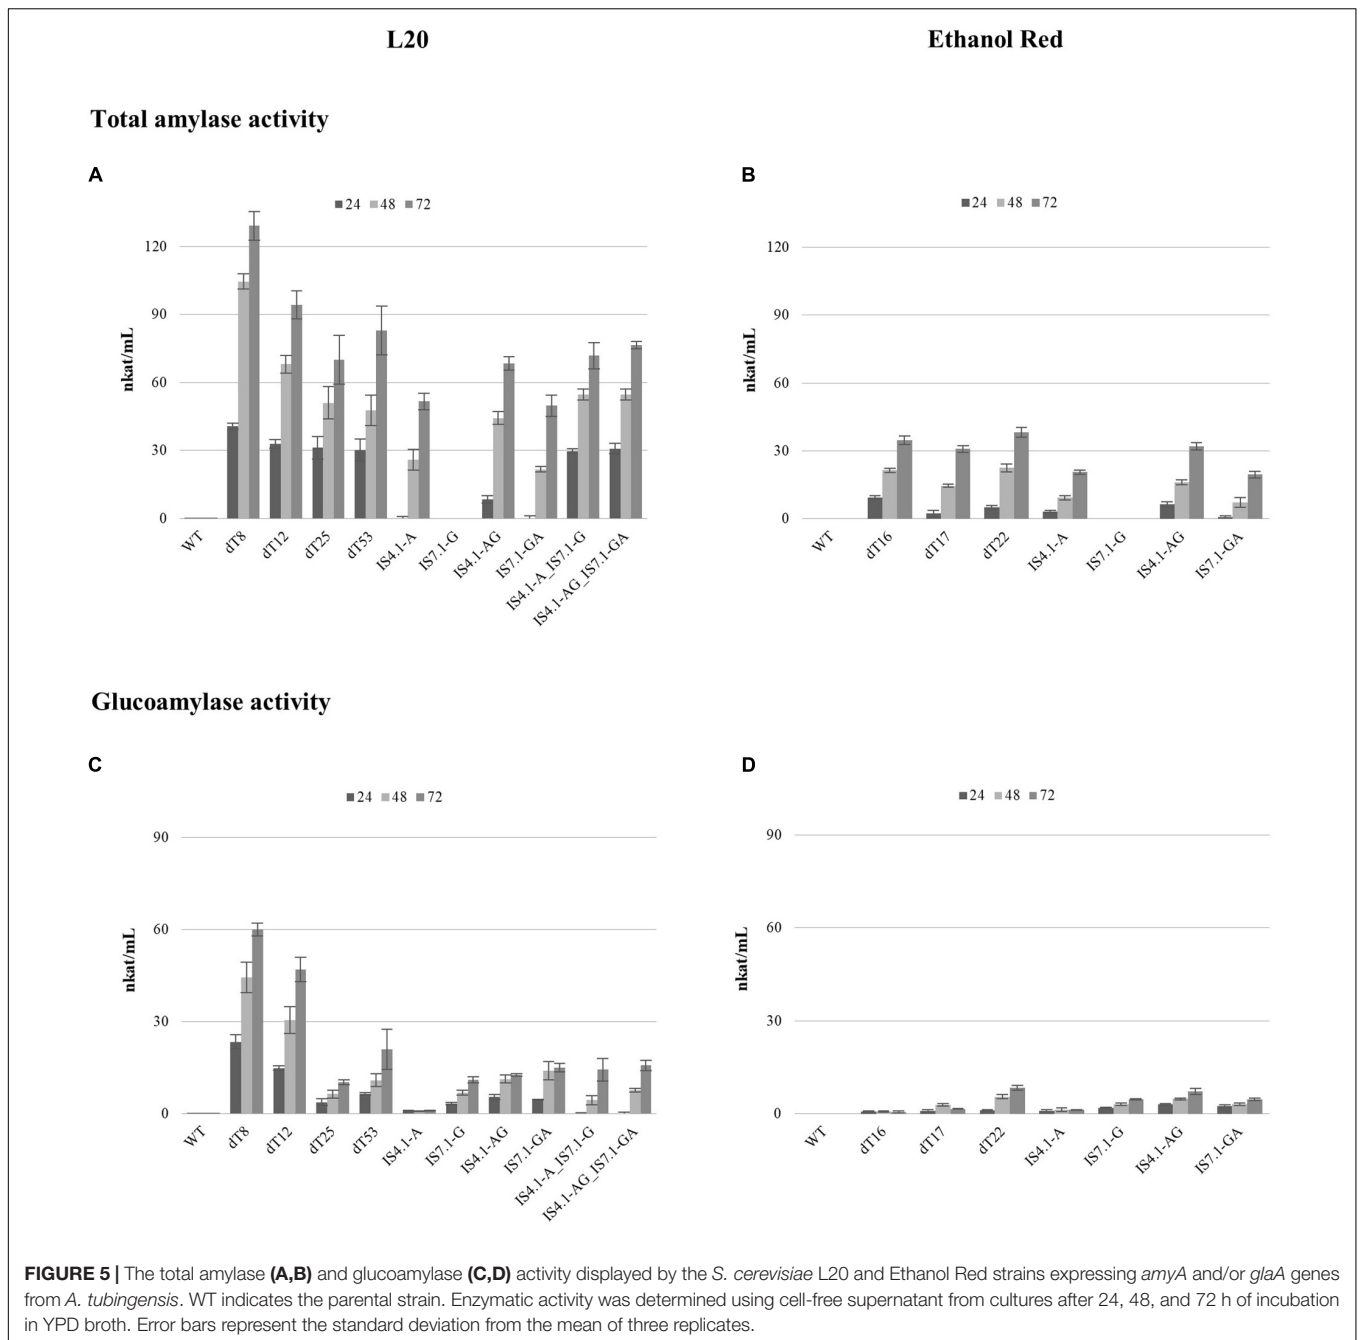 L20
Ethanol Red
Total amylase activity
A
24 48 72
nkat/mL
120
90
60
30
0
WT
dT8
dT12
dT25
dT53
IS4.1-A
IS7.1-G
IS4.1-AG
IS7.1-GA
IS4.1-A_IS7.1-G
IS4.1-AG_IS7.1-GA
B
24 48 72
nkat/mL
120
90
60
30
0
WT
dT16
dT17
dT22
IS4.1-A
IS7.1-G
IS4.1-AG
IS7.1-GA
Glucoamylase activity
C
24 48 72
nkat/mL
90
60
30
0
WT
dT8
dT12
dT25
dT53
IS4.1-A
IS7.1-G
IS4.1-AG
IS7.1-GA
IS4.1-A_IS7.1-G
IS4.1-AG_IS7.1-GA
D
24 48 72
nkat/mL
90
60
30
0
WT
dT16
dT17
dT22
IS4.1-A
IS7.1-G
IS4.1-AG
IS7.1-GA
FIGURE 5 | The total amylase (A,B) and glucoamylase (C,D) activity displayed by the S. cerevisiae L20 and Ethanol Red strains expressing amyA and/or glaA genes
from A. tubingensis. WT indicates the parental strain. Enzymatic activity was determined using cell-free supernatant from cultures after 24, 48, and 72 h of incubation
in YPD broth. Error bars represent the standard deviation from the mean of three replicates.